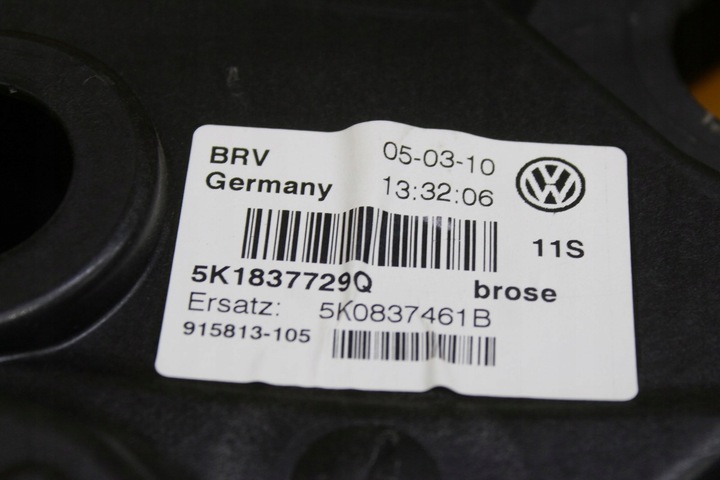 BRV 05-03-10
Germany 13:32:06
11S
5K1837729Q brose
Ersatz: 5K0837461B
915813-105